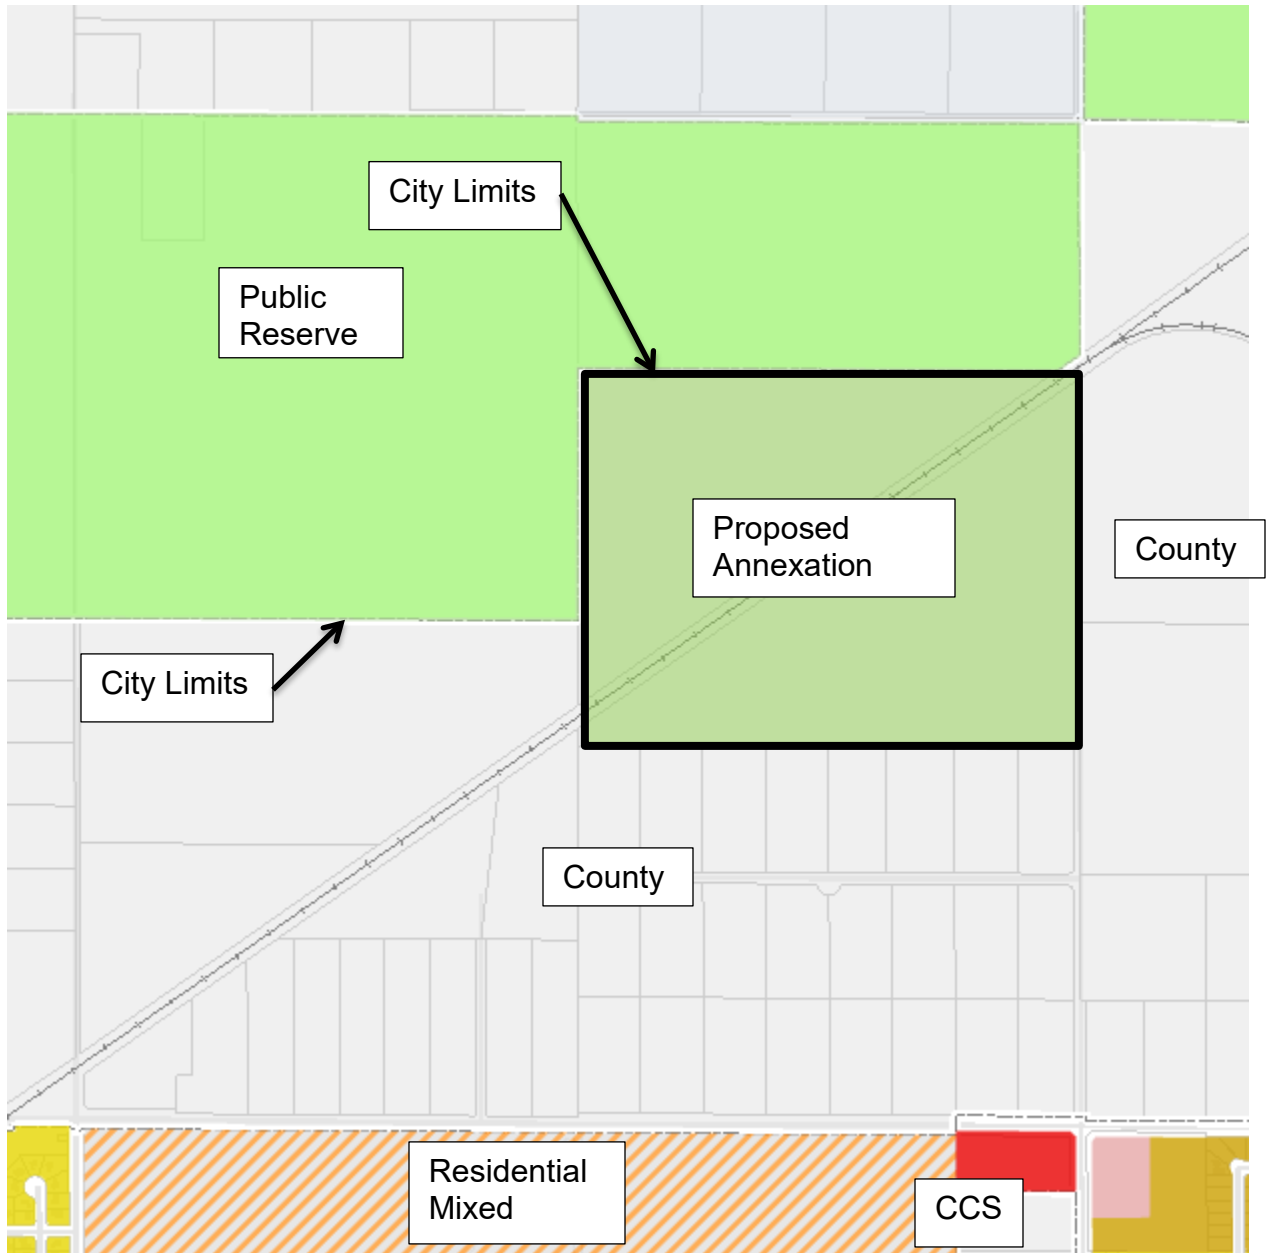 City Limits
Public
Reserve
Proposed
Annexation
County
City Limits
County
Residential
Mixed
CCS